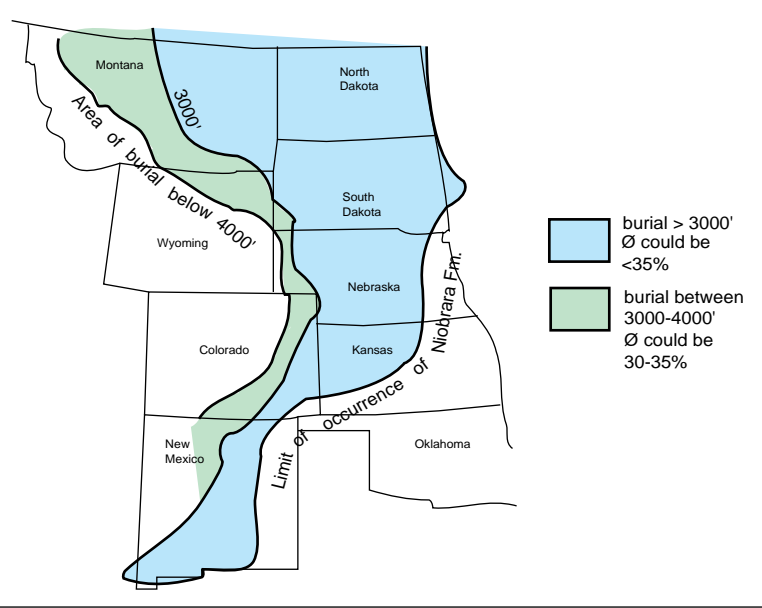 Montana
North
Dakota
3000'
Area of burial below 4000'
South
Dakota
Wyoming
Nebraska
Colorado
Kansas
Limit of occurrence of Niobrara Fm.
New
Mexico
Oklahoma
burial > 3000'
Ø could be
<35%
burial between
3000-4000'
Ø could be
30-35%